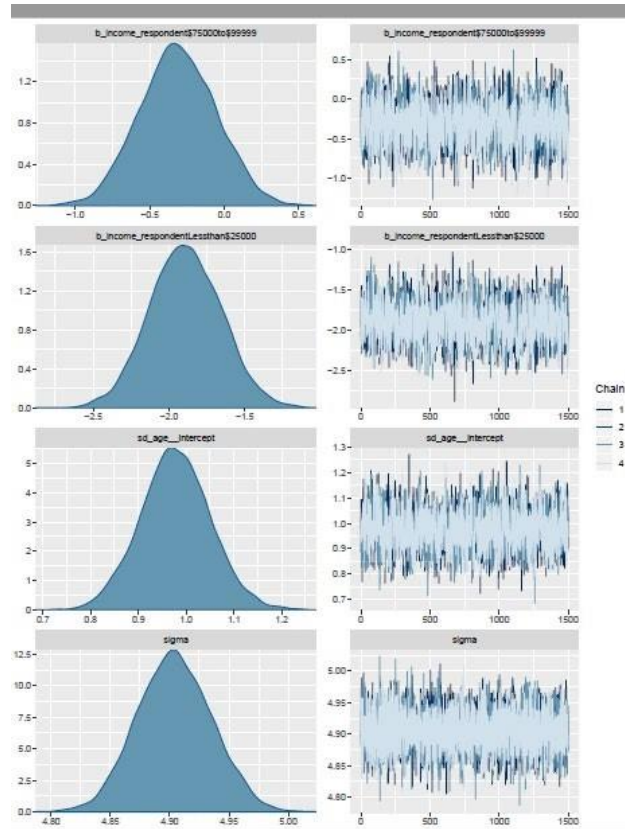 b_income_respondent$75000to$99999
b_income_respondent$75000to$99999
1.2
0.8
0.4
0.0
−1.0 −0.5 0.0 0.5
0.5
0.0
−0.5
−1.0
0 500 1000 1500
b_income_respondentLessthan$25000
b_income_respondentLessthan$25000
1.6
1.2
0.8
0.4
0.0
−2.5 −2.0 −1.5
−1.0
−1.5
−2.0
−2.5
0 500 1000 1500
sd_age__Intercept
sd_age__Intercept
5
4
3
2
1
0
0.7 0.8 0.9 1.0 1.1 1.2
1.3
1.2
1.1
1.0
0.9
0.8
0.7
0 500 1000 1500
sigma
sigma
12.5
10.0
7.5
5.0
2.5
0.0
4.80 4.85 4.90 4.95 5.00
5.00
4.95
4.90
4.85
4.80
0 500 1000 1500
Chain
1
2
3
4